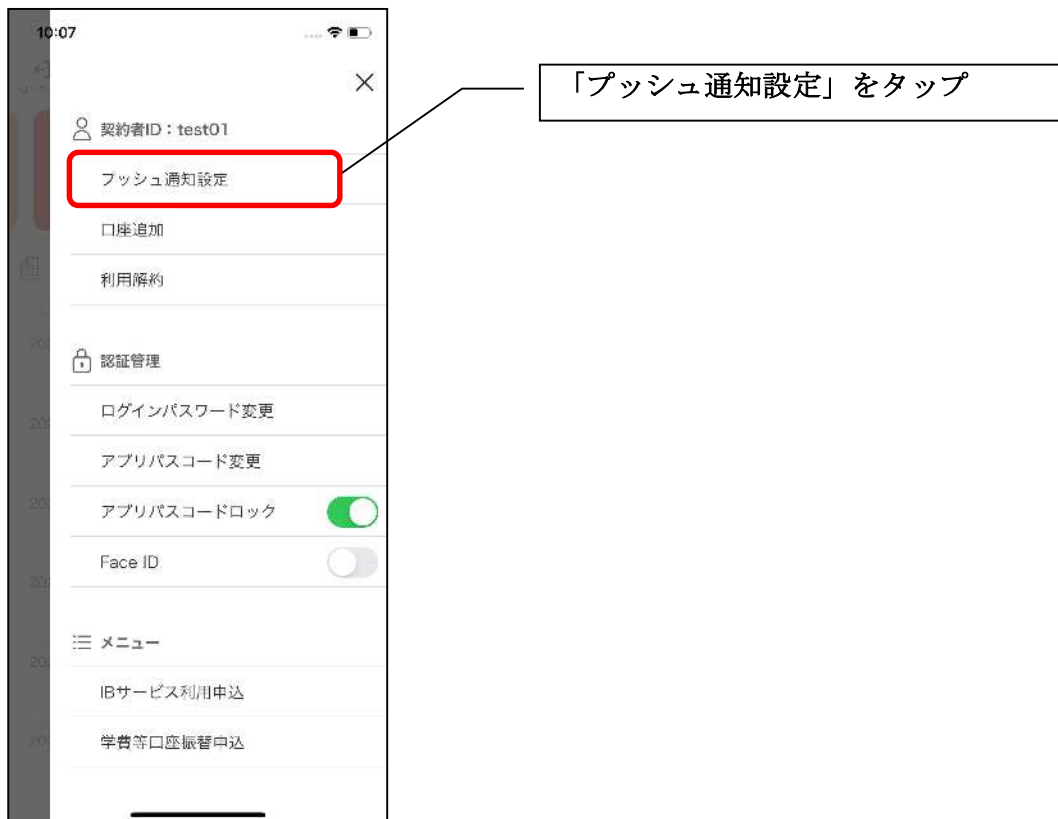 10:07
契約者ID：test01
プッシュ通知設定
口座追加
利用解約
認証管理
ログインパスワード変更
アプリパスコード変更
アプリパスコードロック
Face ID
メニュー
IBサービス利用申込
学費等口座振替申込
「プッシュ通知設定」をタップ